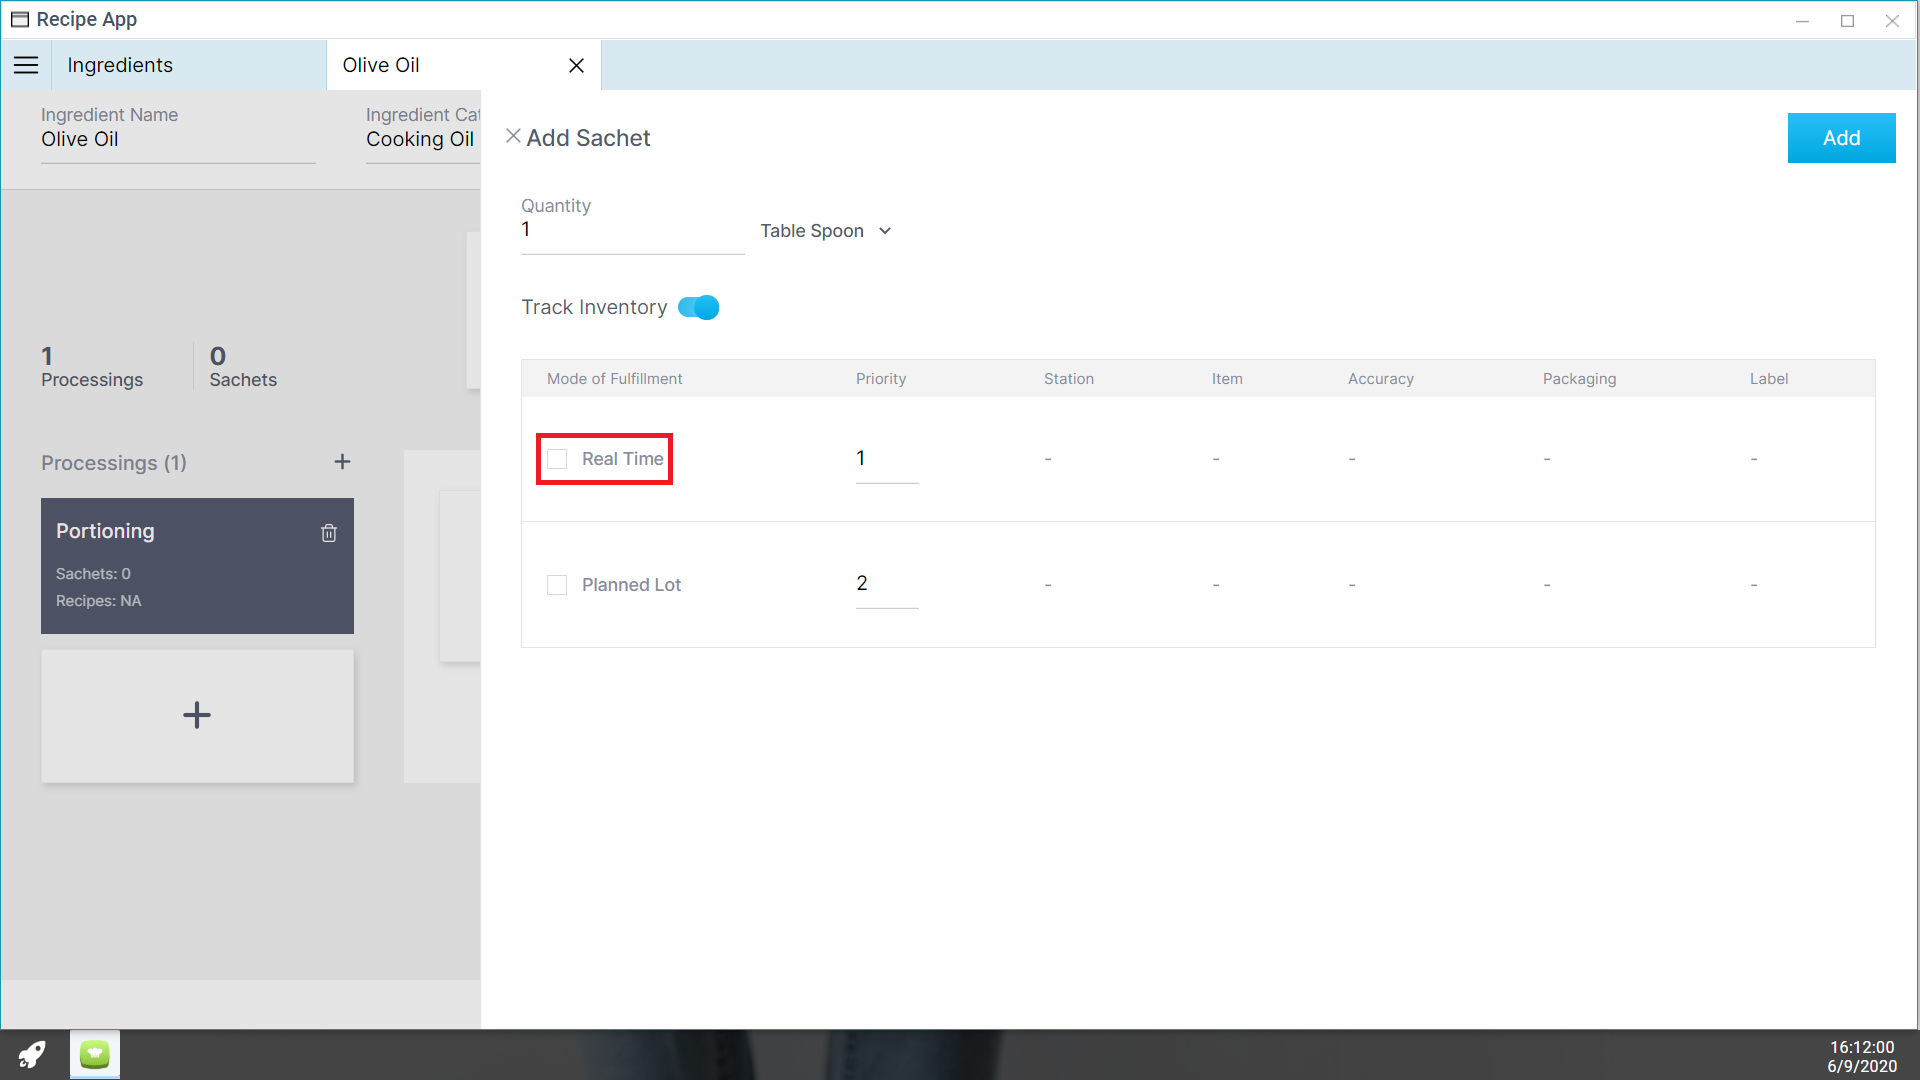 Recipe App
Ingredients
Olive Oil
Ingredient Name
Olive Oil
Ingredient Cat
Cooking Oil
1
Processings
0
Sachets
Processings (1)
Portioning
Sachets: 0
Recipes: NA
Add Sachet
Add
Quantity
1
Table Spoon
Track Inventory
Mode of Fulfillment Priority Station Item Accuracy Packaging Label
Real Time 1 - - - - -
Planned Lot 2 - - - - -
16:12:00
6/9/2020